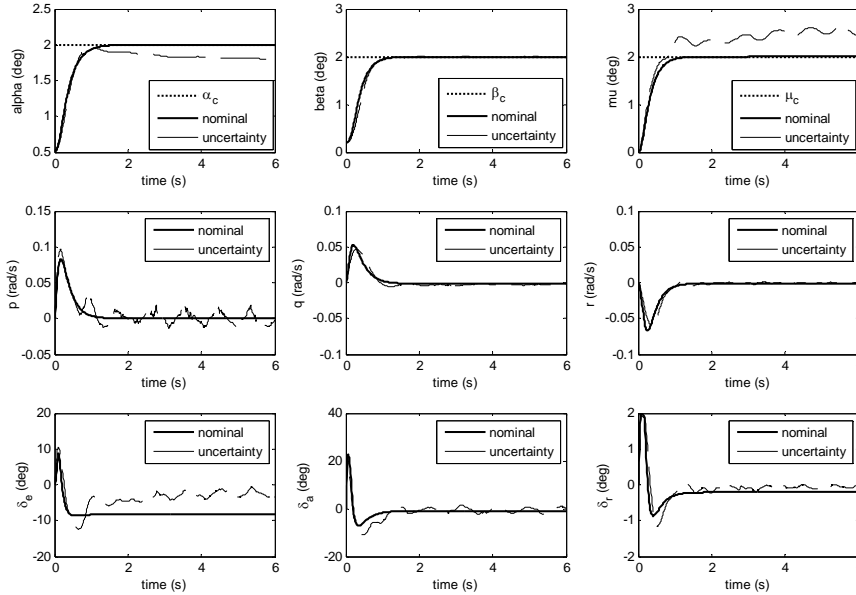 2.5
2
1.5
1
0.5
0 2 4 6
alpha (deg)
time (s)
α_c
nominal
uncertainty
3
2
1
0
0 2 4 6
beta (deg)
time (s)
β_c
nominal
uncertainty
3
2
1
0
0 2 4
mu (deg)
time (s)
μ_c
nominal
uncertainty
0.15
0.1
0.05
0
-0.05
0 2 4 6
p (rad/s)
time (s)
nominal
uncertainty
0.1
0.05
0
-0.05
0 2 4 6
q (rad/s)
time (s)
nominal
uncertainty
0.1
0.05
0
-0.05
-0.1
0 2 4
r (rad/s)
time (s)
nominal
uncertainty
20
10
0
-10
-20
0 2 4 6
δ_e (deg)
time (s)
nominal
uncertainty
40
20
0
-20
0 2 4 6
δ_a (deg)
time (s)
nominal
uncertainty
2
1
0
-1
-2
0 2 4
δ_r (deg)
time (s)
nominal
uncertainty